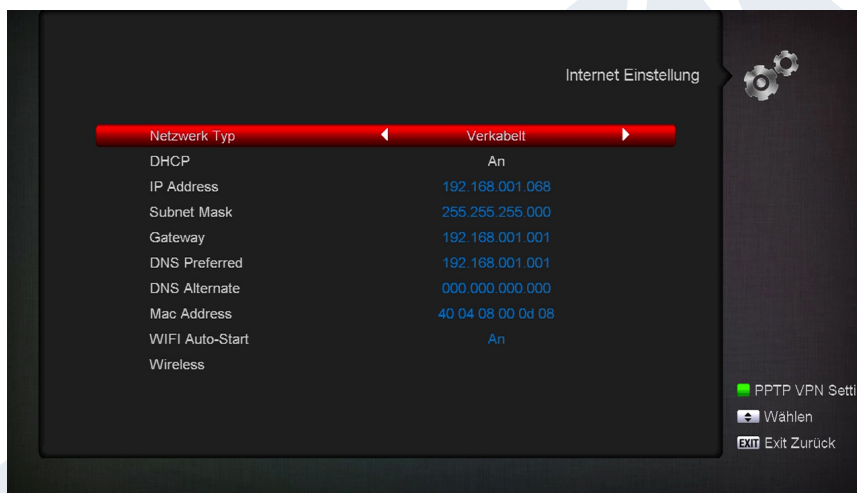 Internet Einstellung
Netzwerk Typ Verkabelt
DHCP An
IP Address 192.168.001.068
Subnet Mask 255.255.255.000
Gateway 192.168.001.001
DNS Preferred 192.168.001.001
DNS Alternate 000.000.000.000
Mac Address 40 04 08 00 0d 08
WIFI Auto-Start An
Wireless
PPTP VPN Setti
Wählen
EXIT Exit Zurück